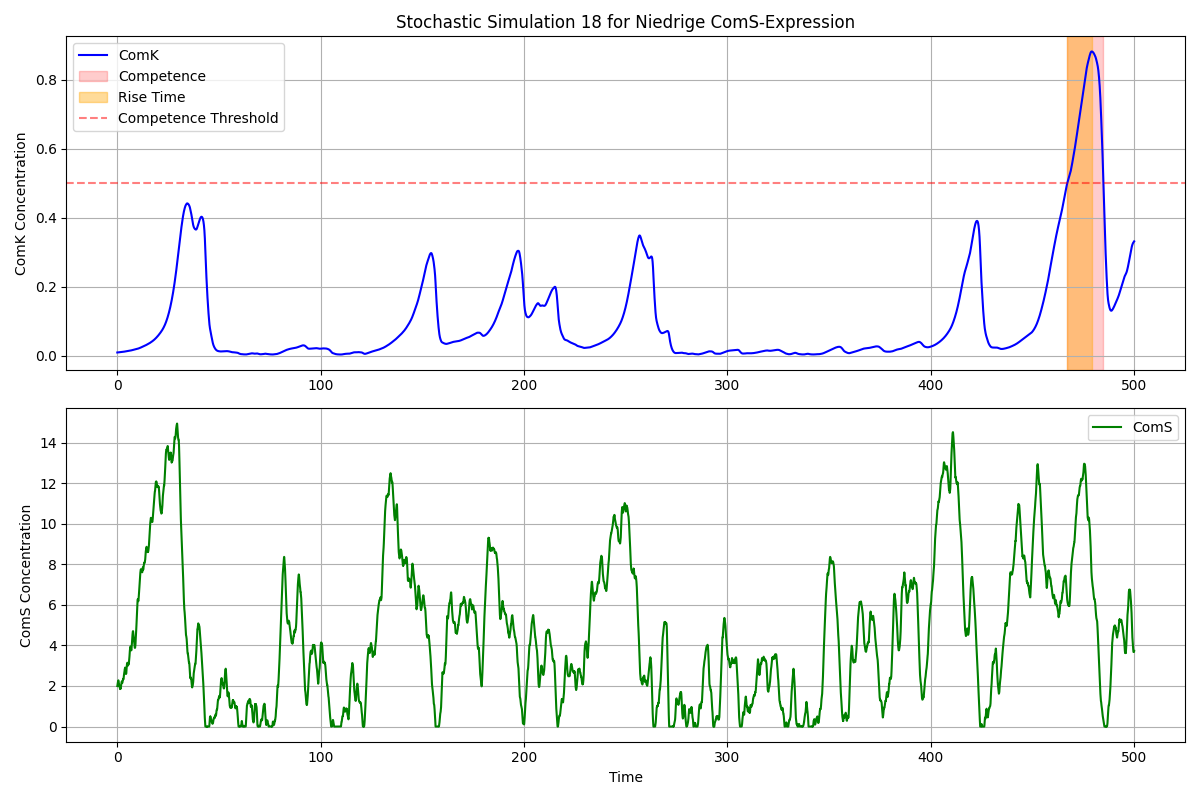 Stochastic Simulation 18 for Niedrige ComS-Expression
ComK Concentration
0.8
0.6
0.4
0.2
0.0
ComK
Competence
Rise Time
Competence Threshold
0 100 200 300 400 500
ComS Concentration
14
12
10
8
6
4
2
0
ComS
0 100 200 300 400 500
Time